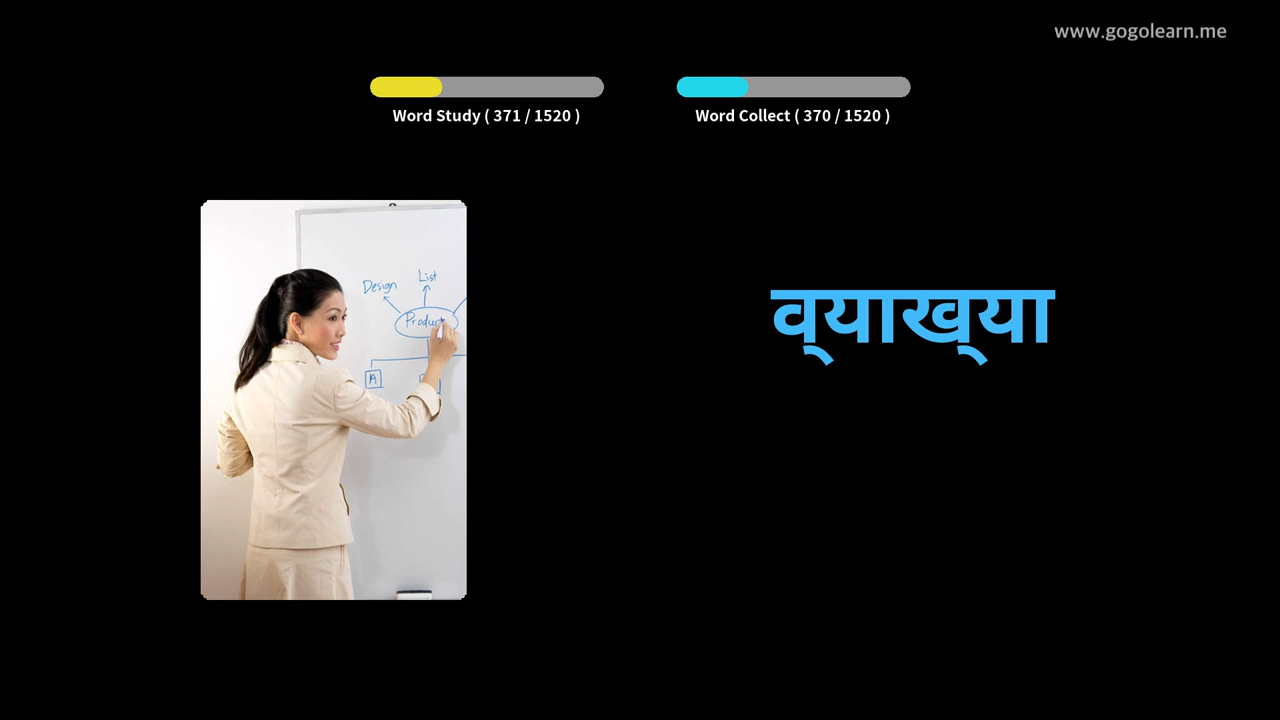 www.gogolearn.me
Word Study ( 371 / 1520 )
Word Collect ( 370 / 1520 )
Design
List
Product
A
व्याख्या